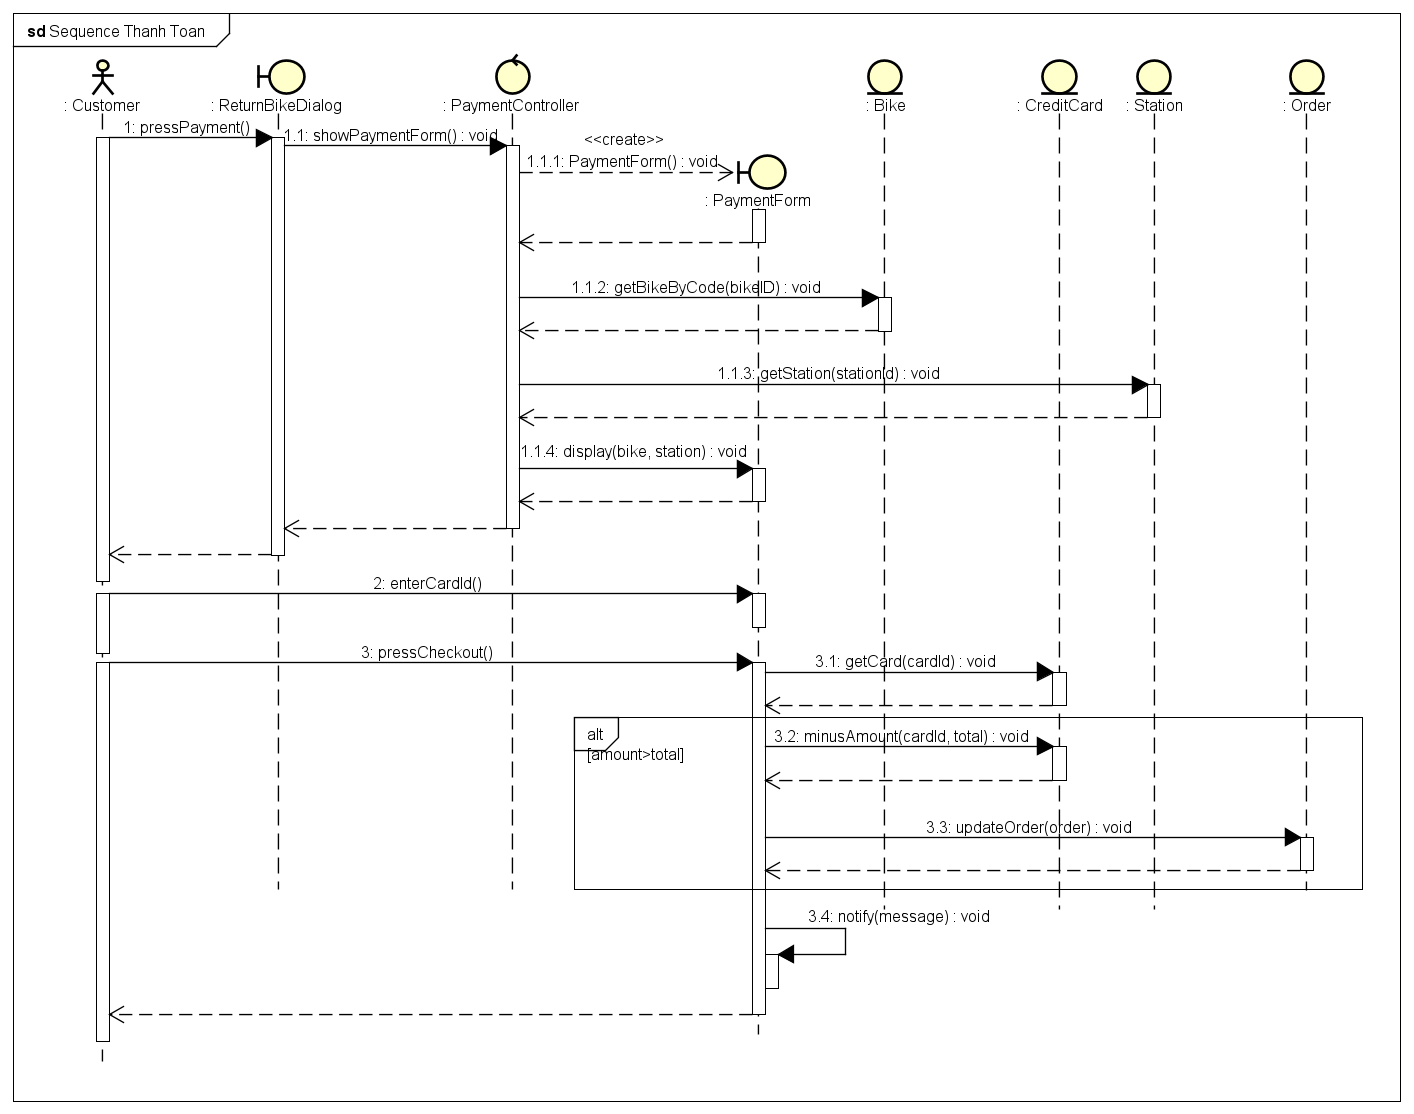 sd Sequence Thanh Toan
: Customer
: ReturnBikeDialog
: PaymentController
: Bike
: CreditCard
: Station
: Order
1: pressPayment()
1.1: showPaymentForm() : void
<<create>>
1.1.1: PaymentForm() : void
: PaymentForm
1.1.2: getBikeByCode(bikeID) : void
1.1.3: getStation(stationId) : void
1.1.4: display(bike, station) : void
2: enterCardId()
3: pressCheckout()
3.1: getCard(cardId) : void
alt
[amount>total]
3.2: minusAmount(cardId, total) : void
3.3: updateOrder(order) : void
3.4: notify(message) : void